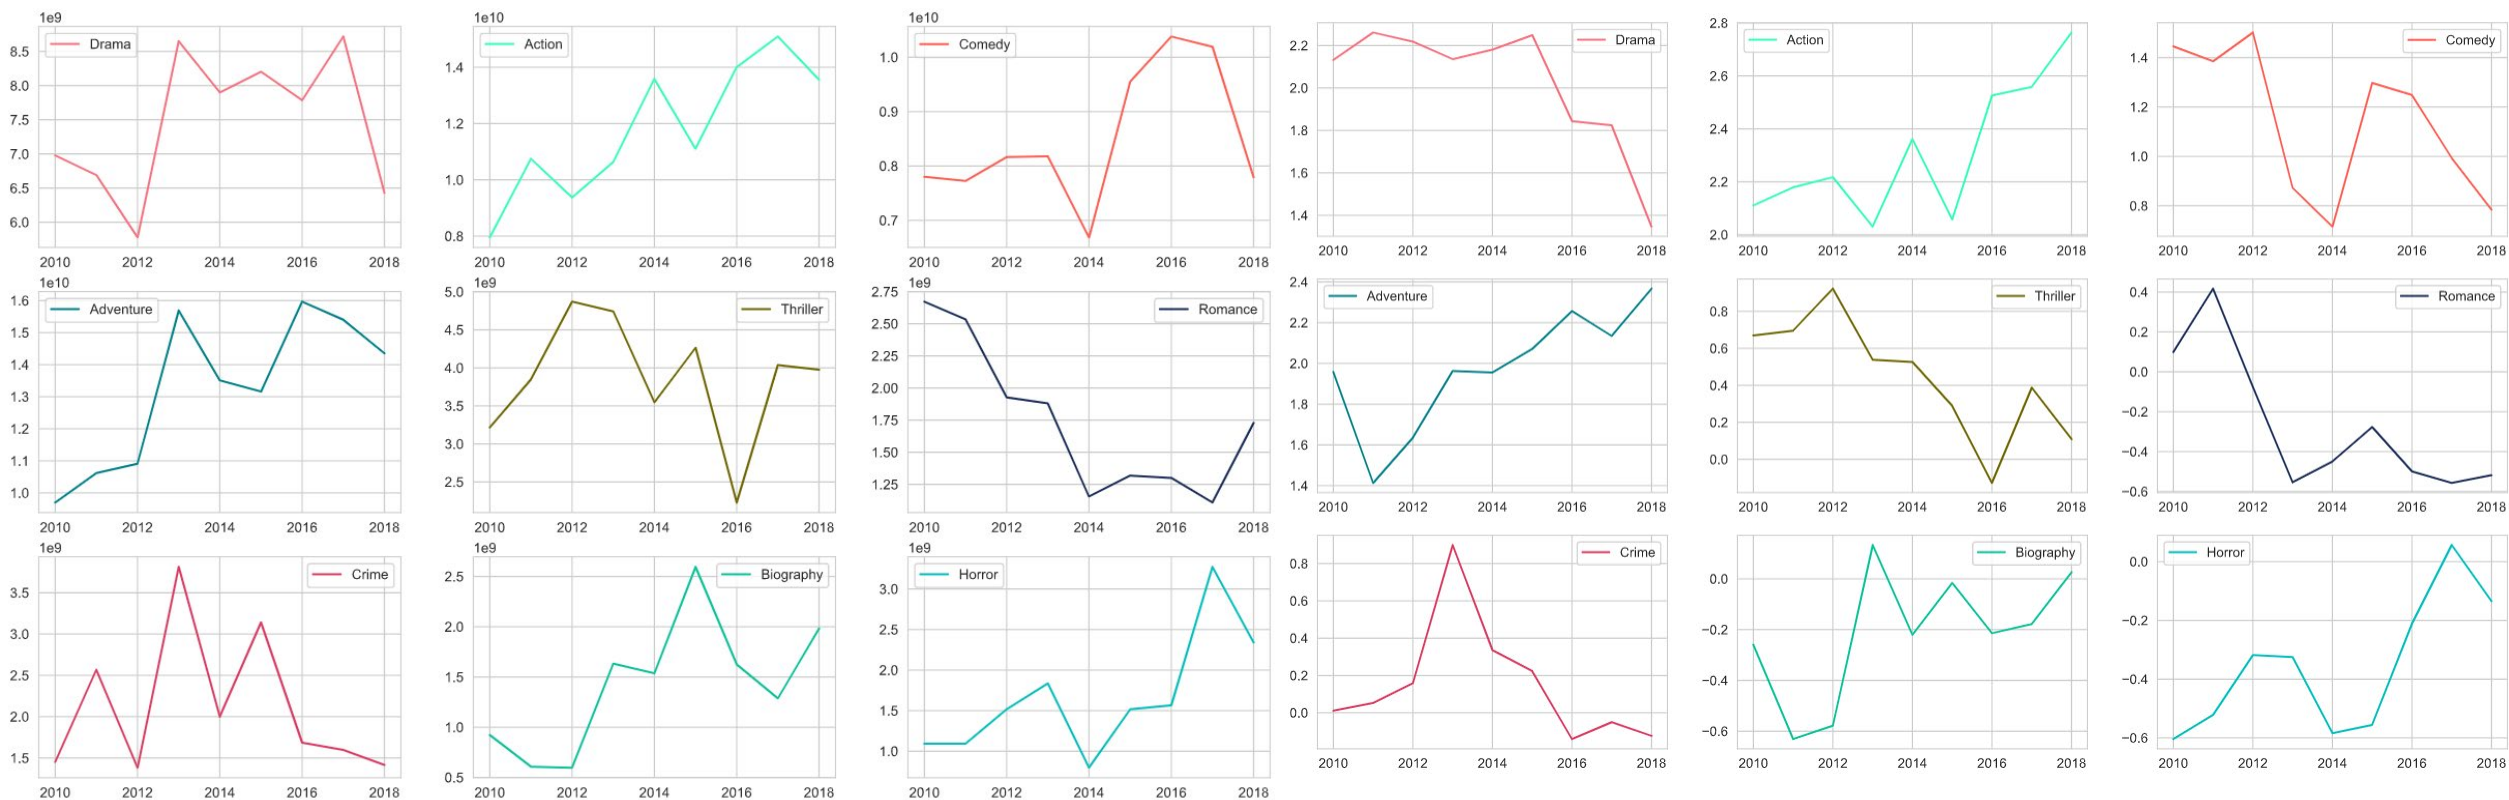 1e9
Drama
8.5
8.0
7.5
7.0
6.5
6.0
2010 2012 2014 2016 2018
1e10
Action
1.4
1.2
1.0
0.8
2010 2012 2014 2016 2018
1e10
Comedy
1.0
0.9
0.8
0.7
2010 2012 2014 2016 2018
Drama
2.2
2.0
1.8
1.6
1.4
2010 2012 2014 2016 2018
Action
2.8
2.6
2.4
2.2
2.0
2010 2012 2014 2016 2018
Comedy
1.4
1.2
1.0
0.8
2010 2012 2014 2016 2018
1e10
Adventure
1.6
1.5
1.4
1.3
1.2
1.1
1.0
2010 2012 2014 2016 2018
1e9
Thriller
5.0
4.5
4.0
3.5
3.0
2.5
2010 2012 2014 2016 2018
1e9
Romance
2.75
2.50
2.25
2.00
1.75
1.50
1.25
2010 2012 2014 2016 2018
Adventure
2.4
2.2
2.0
1.8
1.6
1.4
2010 2012 2014 2016 2018
Thriller
0.8
0.6
0.4
0.2
0.0
2010 2012 2014 2016 2018
Romance
0.4
0.2
0.0
−0.2
−0.4
−0.6
2010 2012 2014 2016 2018
1e9
Crime
3.5
3.0
2.5
2.0
1.5
2010 2012 2014 2016 2018
1e9
Biography
2.5
2.0
1.5
1.0
0.5
2010 2012 2014 2016 2018
1e9
Horror
3.0
2.5
2.0
1.5
1.0
2010 2012 2014 2016 2018
Crime
0.8
0.6
0.4
0.2
0.0
2010 2012 2014 2016 2018
Biography
0.0
−0.2
−0.4
−0.6
2010 2012 2014 2016 2018
Horror
0.0
−0.2
−0.4
−0.6
2010 2012 2014 2016 2018